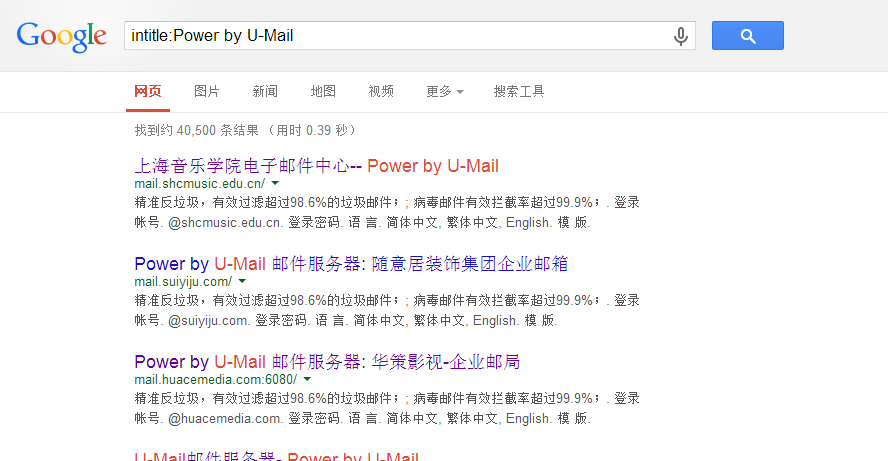 Google
intitle:Power by U-Mail
网页 图片 新闻 地图 视频 更多 搜索工具
找到约 40,500 条结果 （用时 0.39 秒）
上海音乐学院电子邮件中心-- Power by U-Mail
mail.shcmusic.edu.cn/
精准反垃圾，有效过滤超过98.6%的垃圾邮件；; 病毒邮件有效拦截率超过99.9%；. 登录
帐号. @shcmusic.edu.cn. 登录密码. 语 言. 简体中文, 繁体中文, English. 模 版.
Power by U-Mail 邮件服务器: 随意居装饰集团企业邮箱
mail.suiyiju.com/
精准反垃圾，有效过滤超过98.6%的垃圾邮件；; 病毒邮件有效拦截率超过99.9%；. 登录
帐号. @suiyiju.com. 登录密码. 语 言. 简体中文, 繁体中文, English. 模 版.
Power by U-Mail 邮件服务器: 华策影视-企业邮局
mail.huacemedia.com:6080/
精准反垃圾，有效过滤超过98.6%的垃圾邮件；; 病毒邮件有效拦截率超过99.9%；. 登录
帐号. @huacemedia.com. 登录密码. 语 言. 简体中文, 繁体中文, English. 模 版.
U-Mail邮件服务器- Power by U-Mail